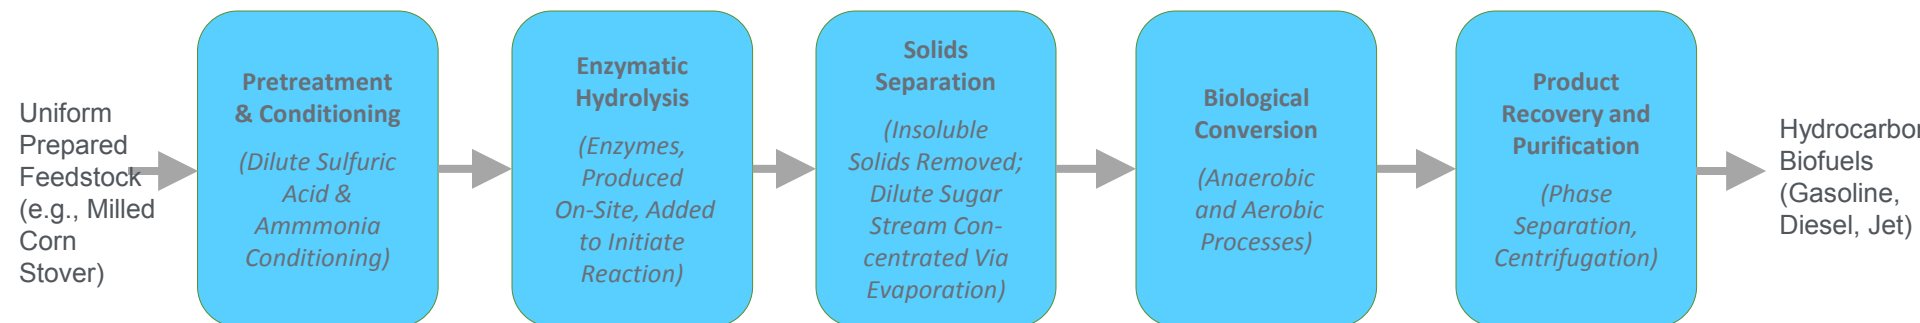 Uniform
Prepared
Feedstock
(e.g., Milled
Corn
Stover)
Pretreatment
& Conditioning
(Dilute Sulfuric
Acid &
Ammmonia
Conditioning)
Enzymatic
Hydrolysis
(Enzymes,
Produced
On-Site, Added
to Initiate
Reaction)
Solids
Separation
(Insoluble
Solids Removed;
Dilute Sugar
Stream Con-
centrated Via
Evaporation)
Biological
Conversion
(Anaerobic
and Aerobic
Processes)
Product
Recovery and
Purification
(Phase
Separation,
Centrifugation)
Hydrocarbon
Biofuels
(Gasoline,
Diesel, Jet)